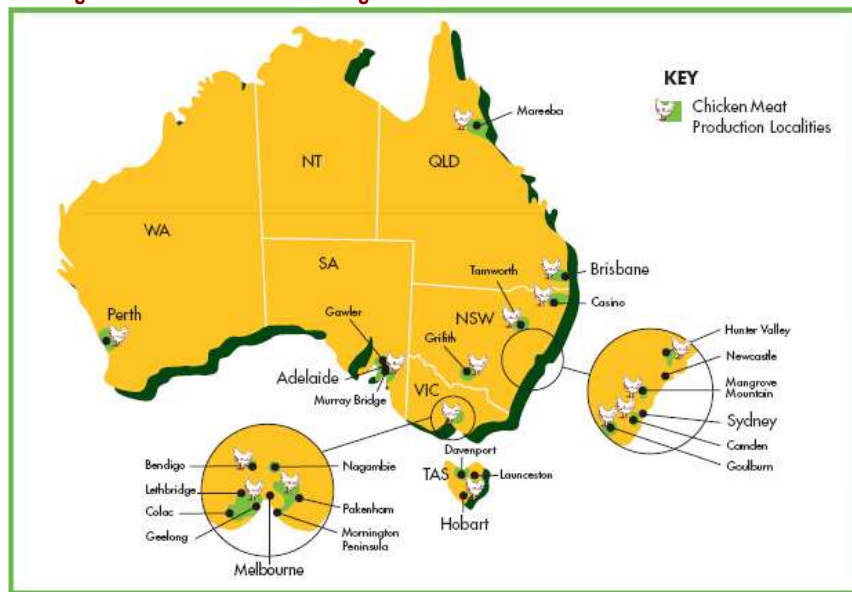 KEY
Chicken Meat
Production Localities
Mareeba
NT
QLD
WA
SA
Tamworth
Brisbane
Casino
Perth
Gawler
NSW
Hunter Valley
Newcastle
Grifith
Adelaide
Mangrove
Mountain
Murray Bridge
VIC
Sydney
Camden
Goulburn
Davenport
TAS
Launceston
Hobart
Bendigo
Nagambie
Lethbridge
Colac
Pakenham
Geelong
Mornington
Peninsula
Melbourne